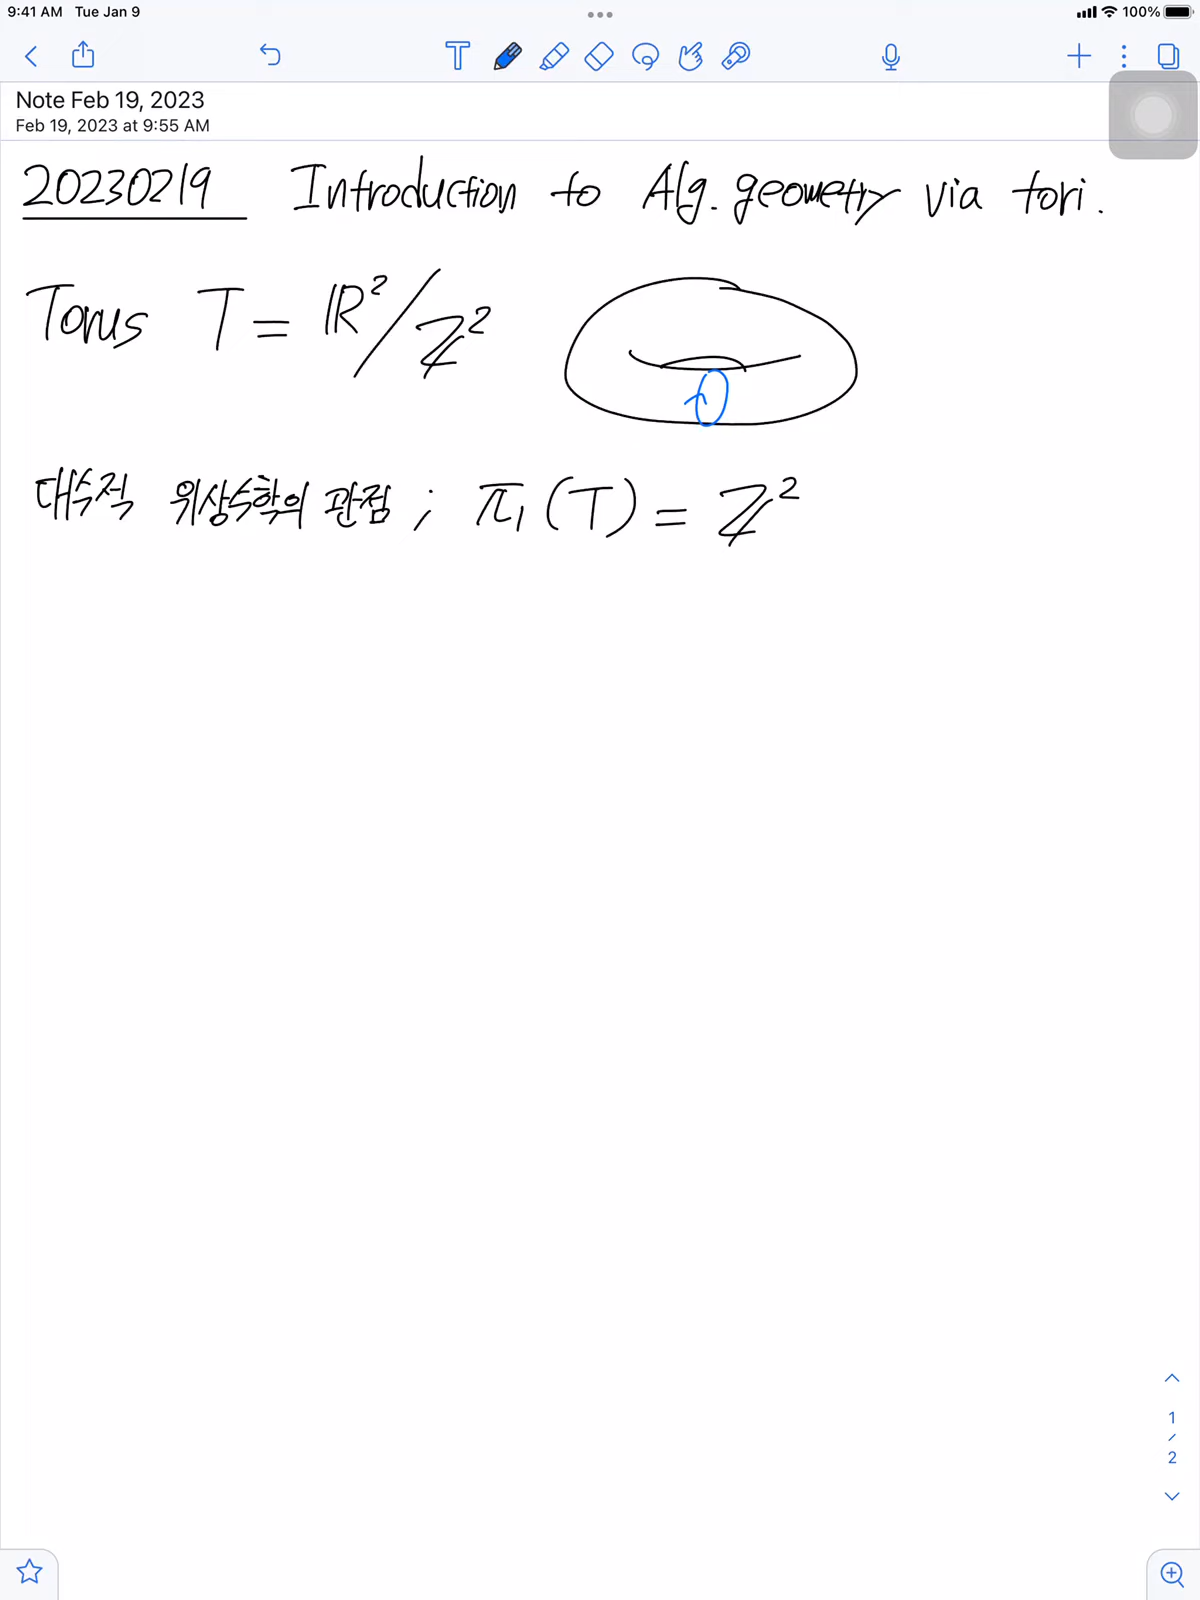 9:41 AM Tue Jan 9 100%
T
Note Feb 19, 2023
Feb 19, 2023 at 9:55 AM
20230219 Introduction to Alg. geometry via tori.
Torus T = ℝ²/ℤ²
대수적 위상수학의 관점 ; π₁(T) = ℤ²
1
/
2